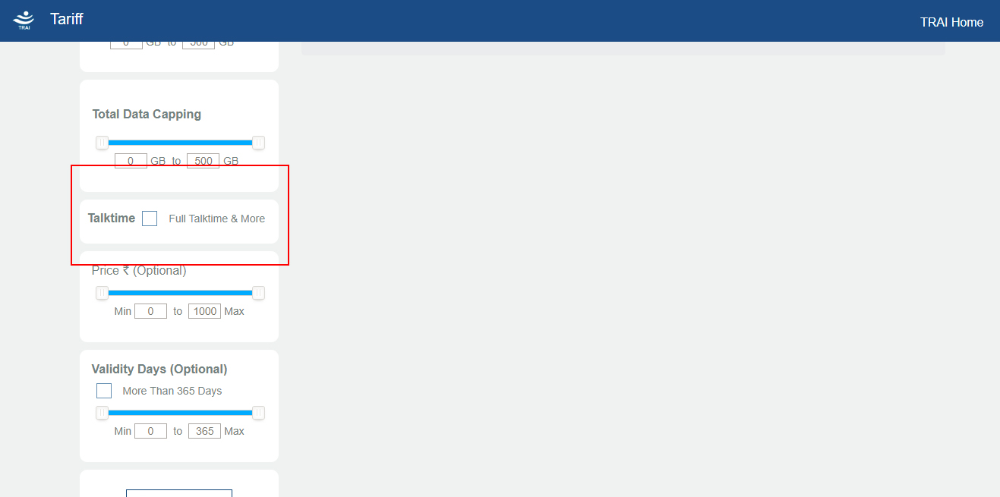 TRAI
Tariff
TRAI Home
0 GB to 500 GB
Total Data Capping
0 GB to 500 GB
Talktime Full Talktime & More
Price ₹ (Optional)
Min 0 to 1000 Max
Validity Days (Optional)
More Than 365 Days
Min 0 to 365 Max